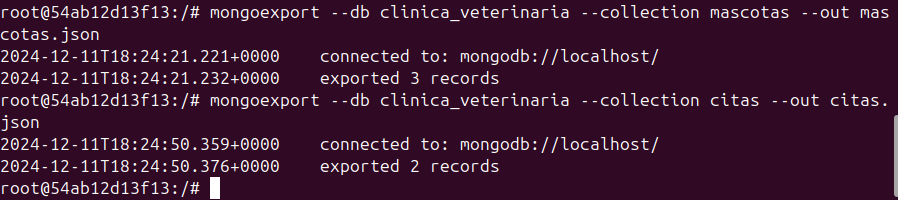 root@54ab12d13f13:/# mongoexport --db clinica_veterinaria --collection mascotas --out mas
cotas.json
2024-12-11T18:24:21.221+0000    connected to: mongodb://localhost/
2024-12-11T18:24:21.232+0000    exported 3 records
root@54ab12d13f13:/# mongoexport --db clinica_veterinaria --collection citas --out citas.
json
2024-12-11T18:24:50.359+0000    connected to: mongodb://localhost/
2024-12-11T18:24:50.376+0000    exported 2 records
root@54ab12d13f13:/#